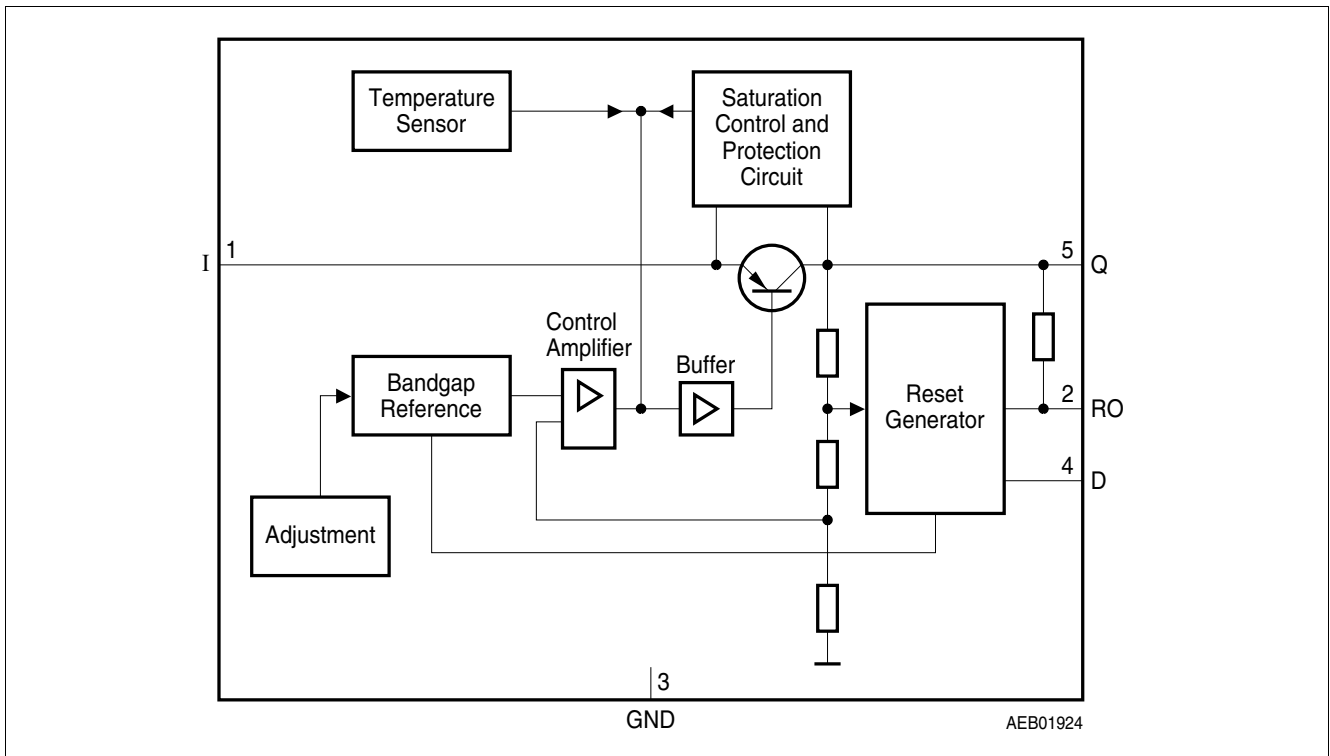 Temperature
Sensor
Saturation
Control and
Protection
Circuit
I
1
5
Q
Control
Amplifier
Buffer
Bandgap
Reference
Reset
Generator
2
RO
4
D
Adjustment
3
GND
AEB01924